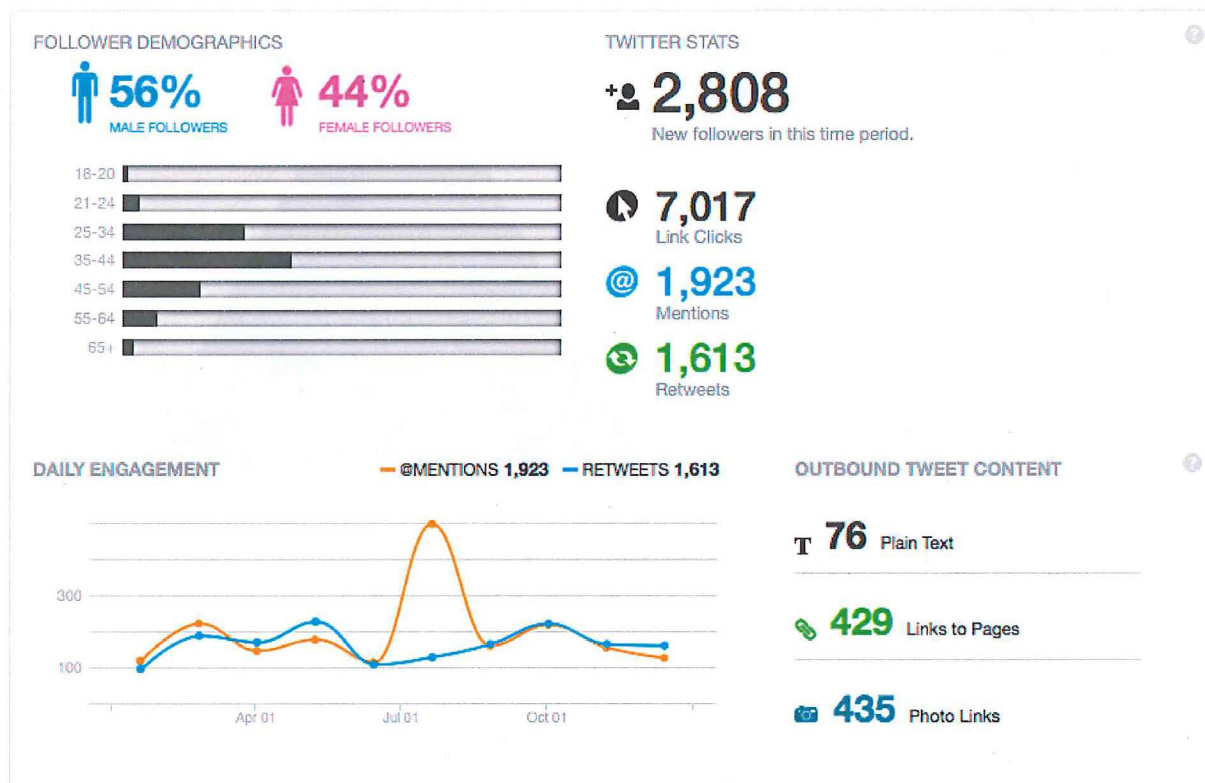 FOLLOWER DEMOGRAPHICS
56%
MALE FOLLOWERS
44%
FEMALE FOLLOWERS
18-20
21-24
25-34
35-44
45-54
55-64
65+
TWITTER STATS
?
2,808
New followers in this time period.
7,017
Link Clicks
@ 1,923
Mentions
1,613
Retweets
DAILY ENGAGEMENT
@MENTIONS 1,923 RETWEETS 1,613
300
100
Apr 01 Jul 01 Oct 01
OUTBOUND TWEET CONTENT
?
T 76 Plain Text
429 Links to Pages
435 Photo Links